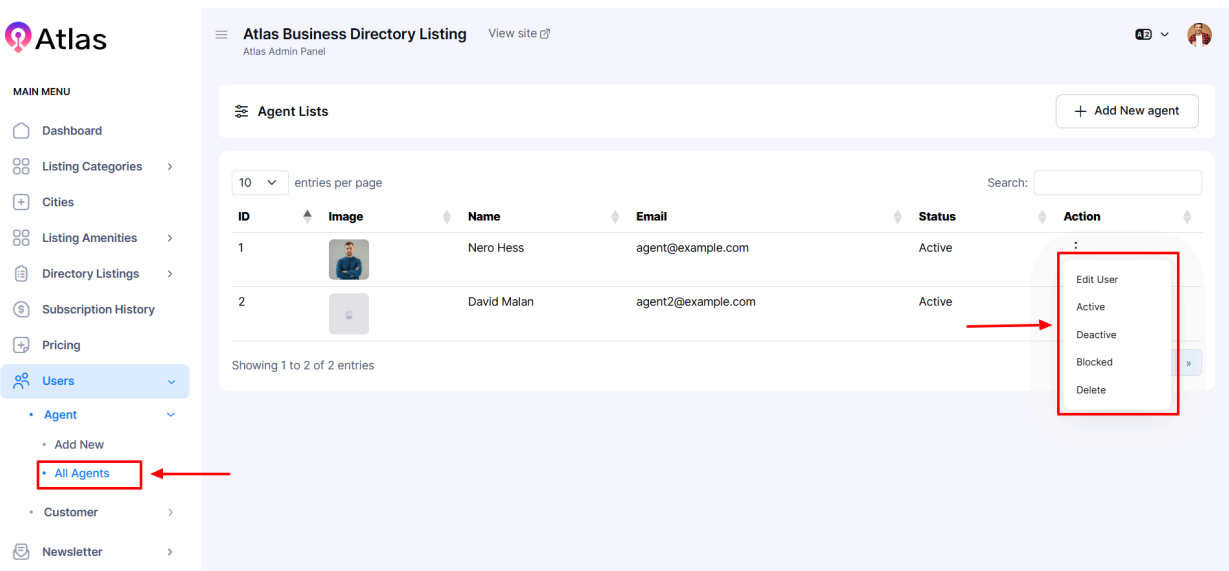 Atlas
Atlas Business Directory Listing View site
Atlas Admin Panel
MAIN MENU
Dashboard
Listing Categories
Cities
Listing Amenities
Directory Listings
Subscription History
Pricing
Users
Agent
Add New
All Agents
Customer
Newsletter
Agent Lists
+ Add New agent
10 entries per page
Search:
ID Image Name Email Status Action
1 Nero Hess agent@example.com Active :
2 David Malan agent2@example.com Active
Edit User
Active
Deactive
Blocked
Delete
Showing 1 to 2 of 2 entries
»